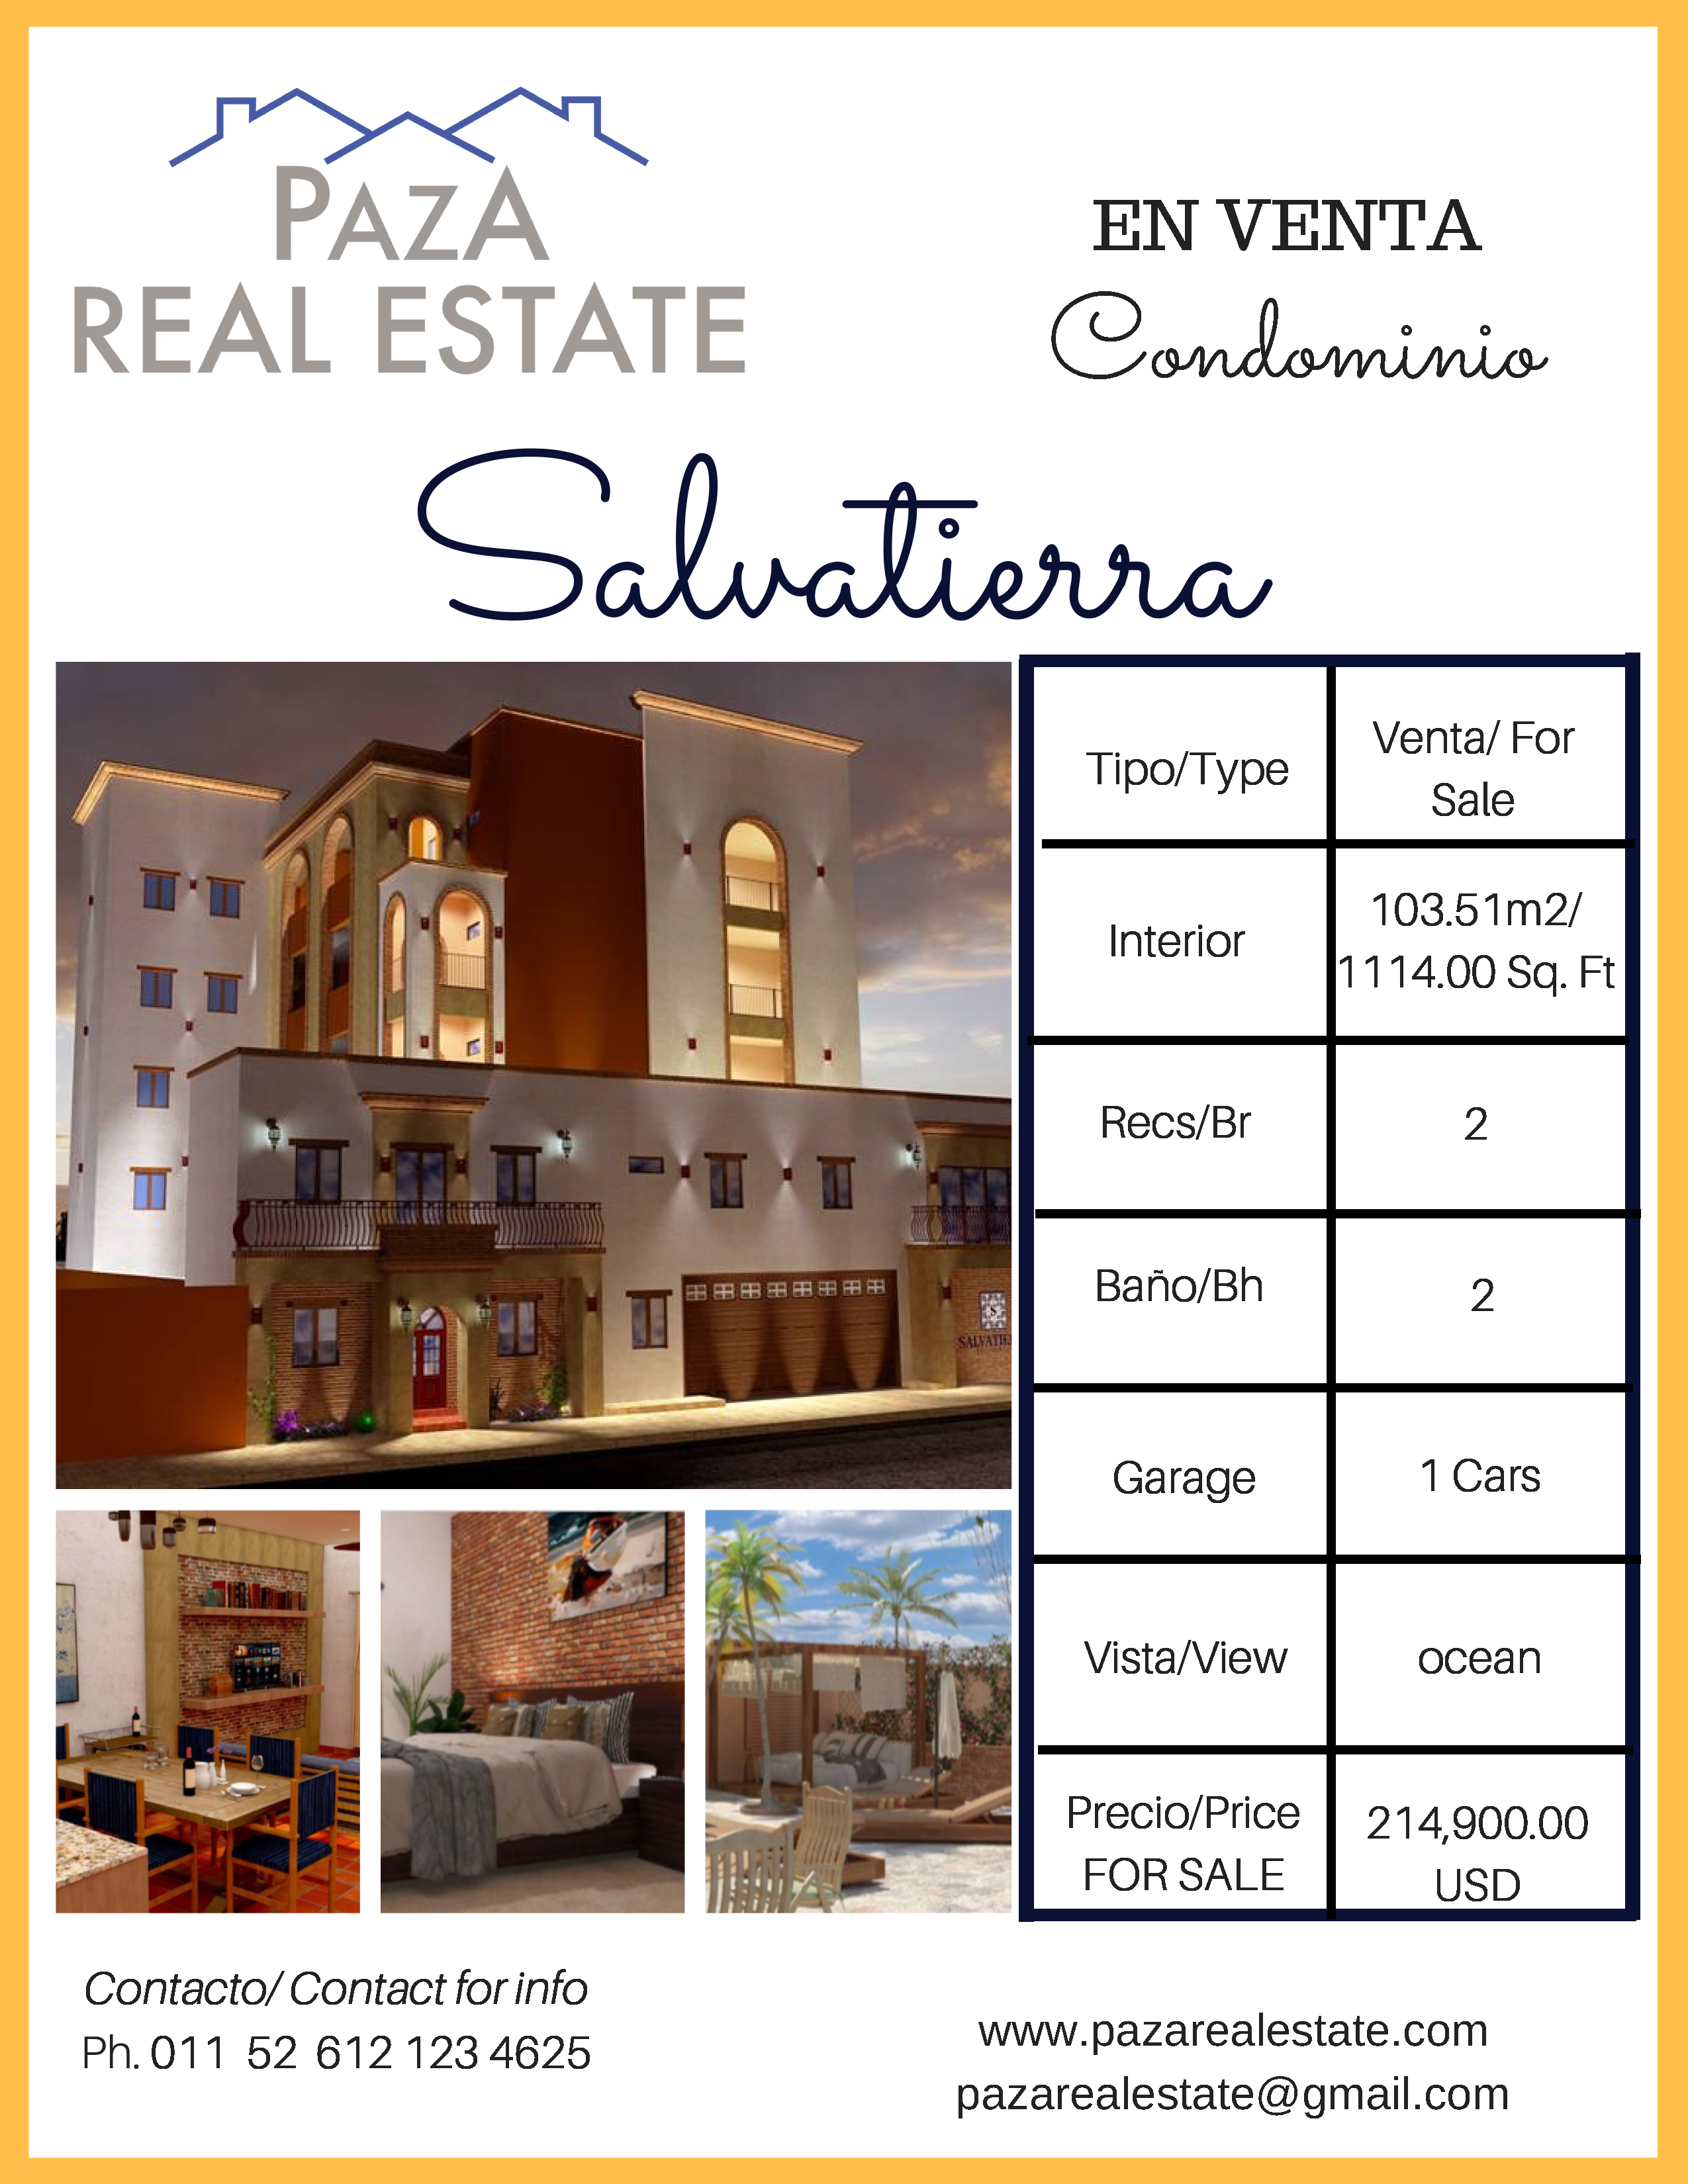 PAZA
REAL ESTATE
EN VENTA
Condominio
Salvatierra
Tipo/Type
Venta/ For
Sale
Interior
103.51m2/
1114.00 Sq. Ft
Recs/Br
2
Baño/Bh
2
Garage
1 Cars
Vista/View
ocean
Precio/Price
FOR SALE
214,900.00
USD
S
SALVATIE
Contacto/ Contact for info
Ph. 011 52 612 123 4625
www.pazarealestate.com
pazarealestate@gmail.com